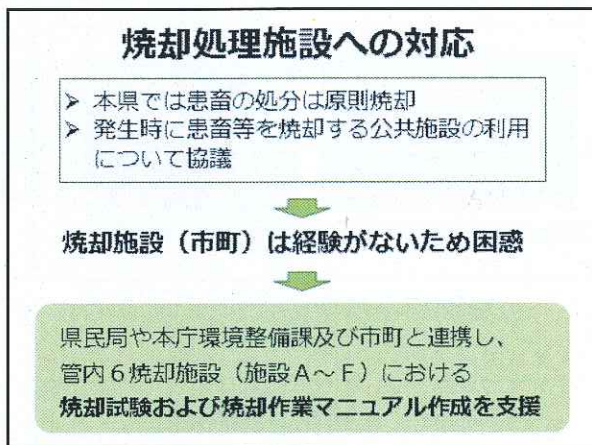 焼却処理施設への対応
➢ 本県では患畜の処分は原則焼却
➢ 発生時に患畜等を焼却する公共施設の利用
について協議
焼却施設（市町）は経験がないため困惑
県民局や本庁環境整備課及び市町と連携し、
管内６焼却施設（施設Ａ～Ｆ）における
焼却試験および焼却作業マニュアル作成を支援